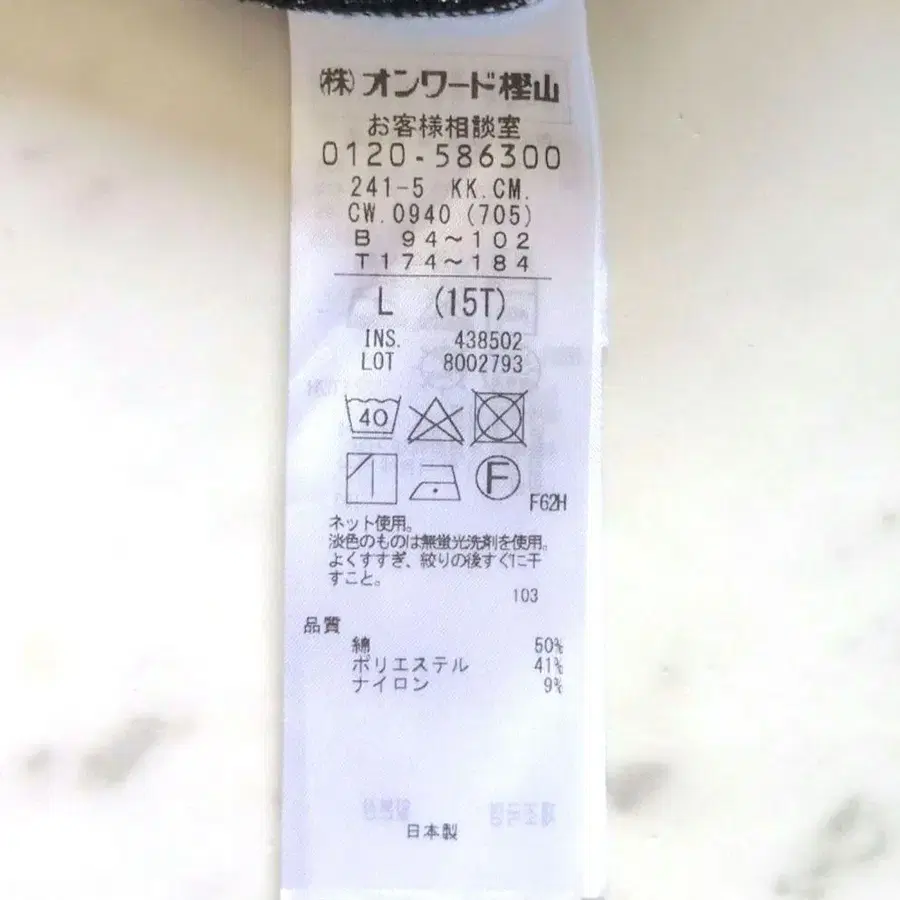 (株)オンワード樫山
お客様相談室
0120-586300
241-5 KK.CM.
CW.0940 (705)
B 94～102
T174～184
L (15T)
INS. 438502
LOT 8002793
40
F
F62H
ネット使用。
淡色のものは無蛍光洗剤を使用。
よくすすぎ、絞りの後すぐに干
すこと。
103
品質
綿 50%
ポリエステル 41%
ナイロン 9%
日本製